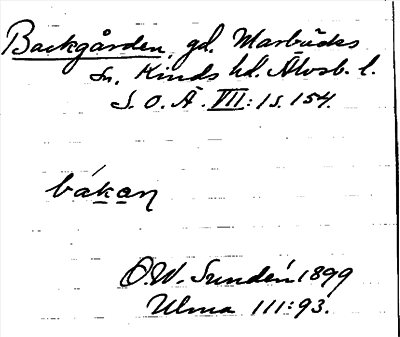 Backgården, gd. Marbäcks
sn. Kinds hd. Älvsb. l.
S. O. Ä. VII:1 s. 154.
bákan
O.W. Sundén 1899
Ulma 111:93.